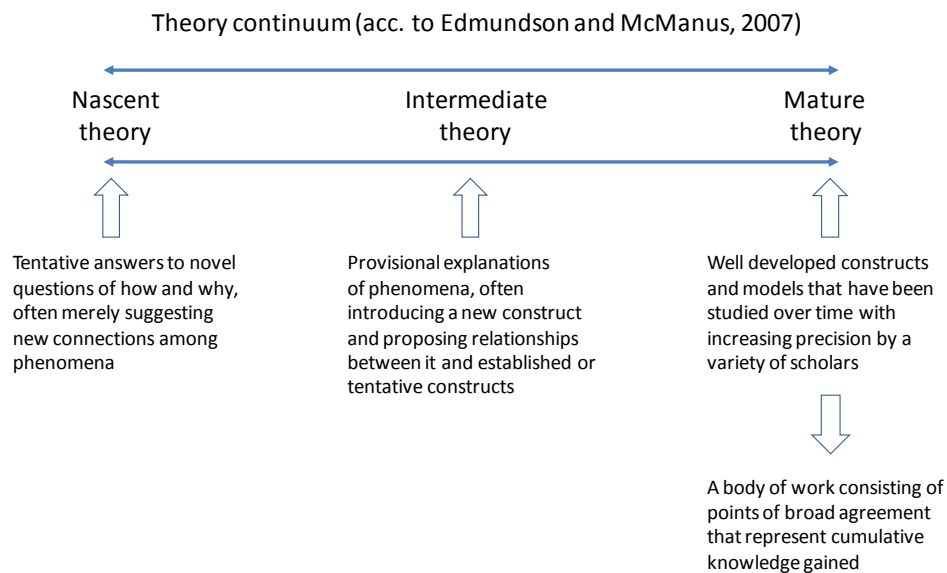 Theory continuum (acc. to Edmundson and McManus, 2007)
Nascent
theory
Intermediate
theory
Mature
theory
Tentative answers to novel
questions of how and why,
often merely suggesting
new connections among
phenomena
Provisional explanations
of phenomena, often
introducing a new construct
and proposing relationships
between it and established or
tentative constructs
Well developed constructs
and models that have been
studied over time with
increasing precision by a
variety of scholars
A body of work consisting of
points of broad agreement
that represent cumulative
knowledge gained